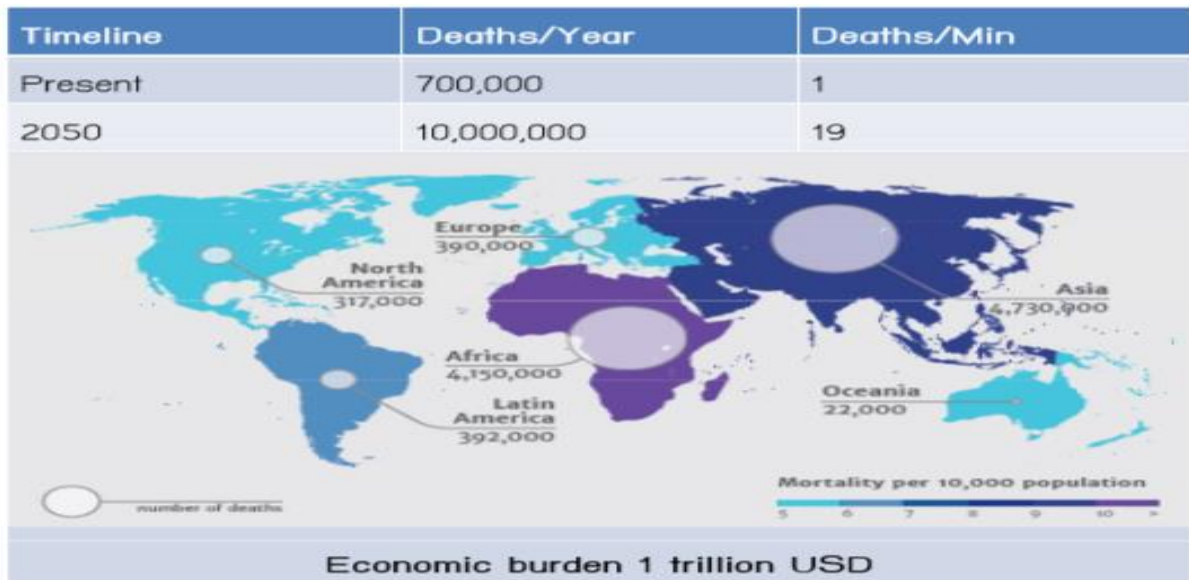 Timeline Deaths/Year Deaths/Min
Present 700,000 1
2050 10,000,000 19
Europe
390,000
North
America
317,000
Asia
4,730,000
Africa
4,150,000
Oceania
22,000
Latin
America
392,000
Mortality per 10,000 population
number of deaths
5 6 7 8 9 10 >
Economic burden 1 trillion USD